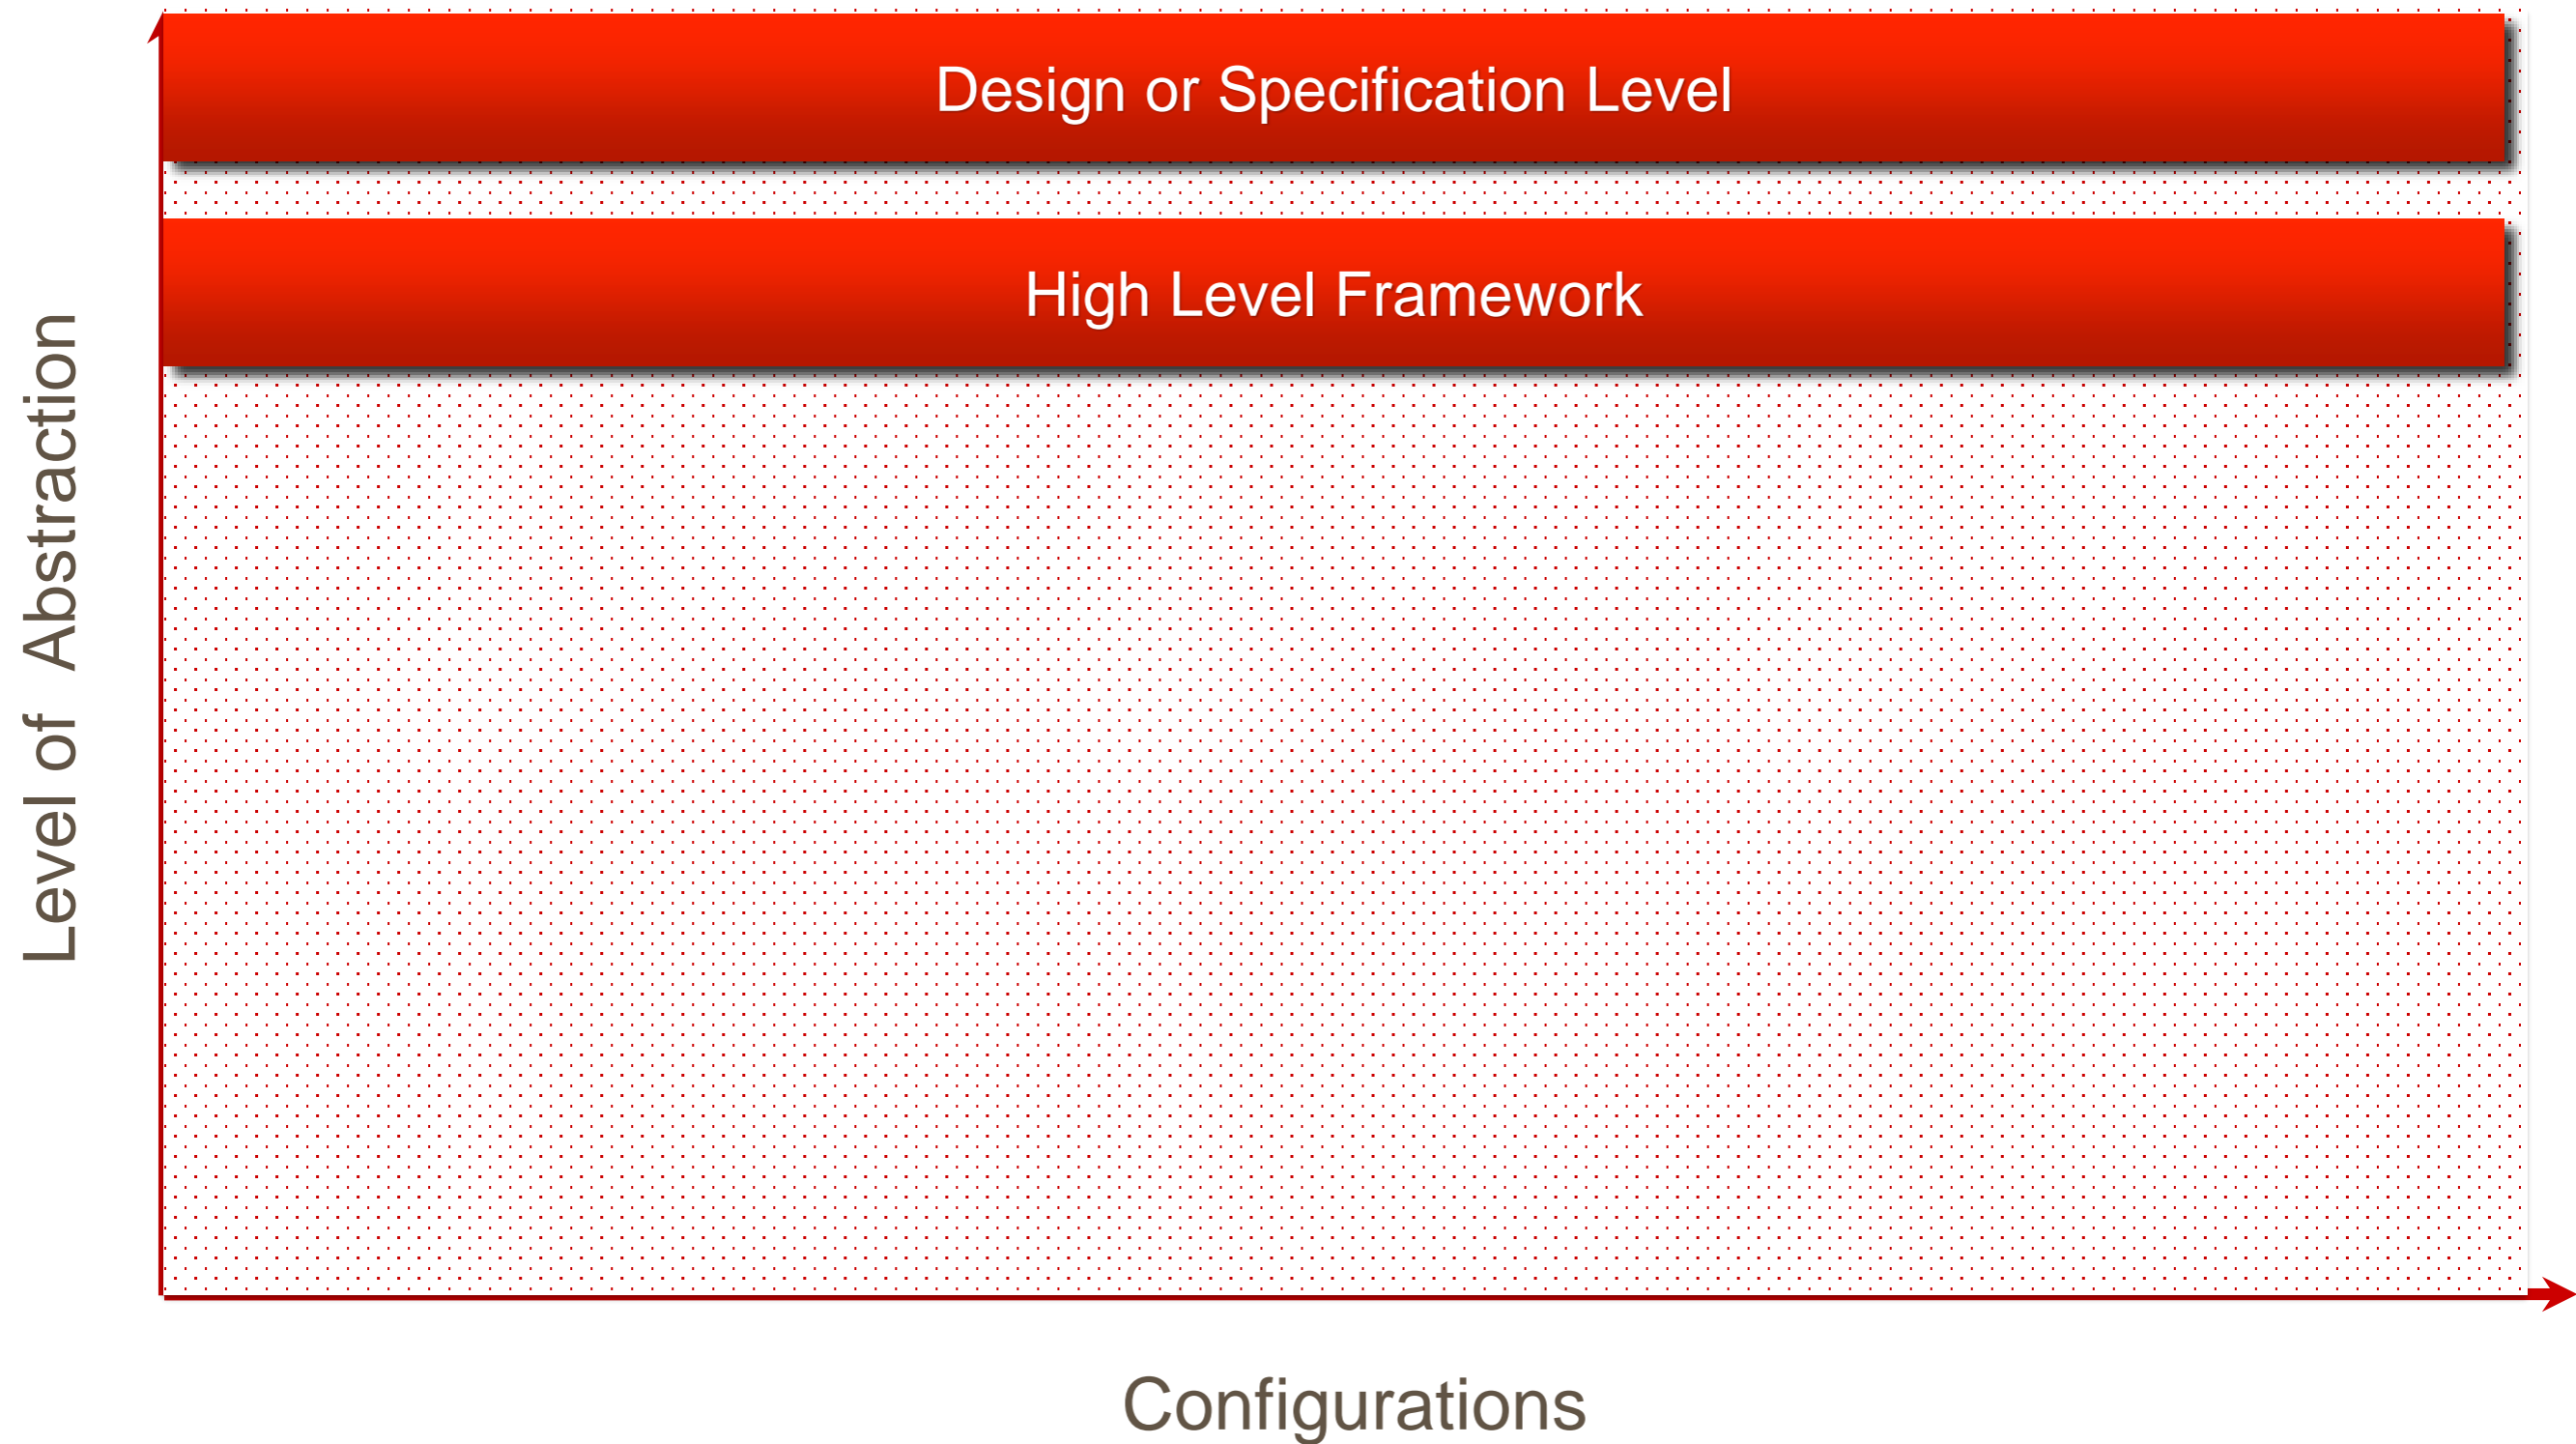 Design or Specification Level
High Level Framework
Level of Abstraction
Configurations